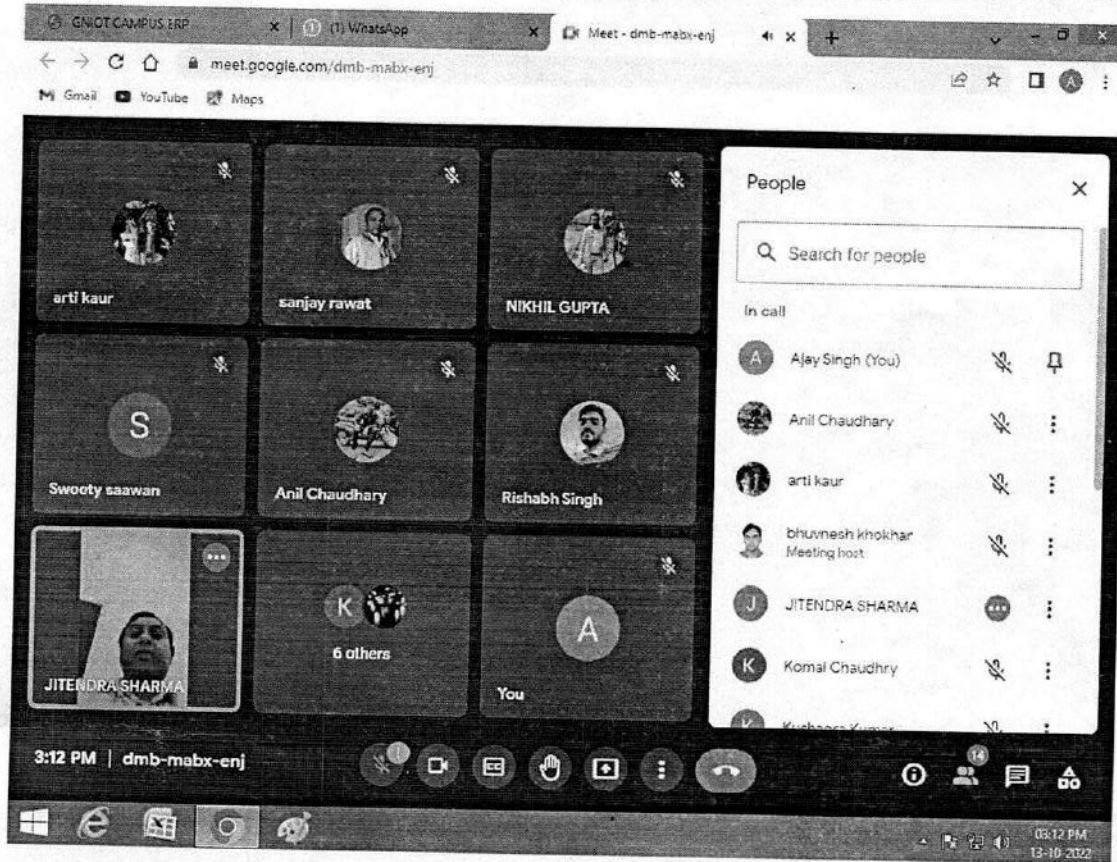 GNIOT CAMPUS ERP
(1) WhatsApp
Meet - dmb-mabx-enj
meet.google.com/dmb-mabx-enj
A
Gmail YouTube Maps
arti kaur
sanjay rawat
NIKHIL GUPTA
S
Swooty saawan
Anil Chaudhary
Rishabh Singh
JITENDRA SHARMA
K
6 others
A
You
People
Search for people
In call
A Ajay Singh (You)
Anil Chaudhary
arti kaur
bhuvnesh khokhar
Meeting host
J JITENDRA SHARMA
K Komal Chaudhry
K Kushagra Kumar
3:12 PM | dmb-mabx-enj
CC
14
03:12 PM
13-10-2022